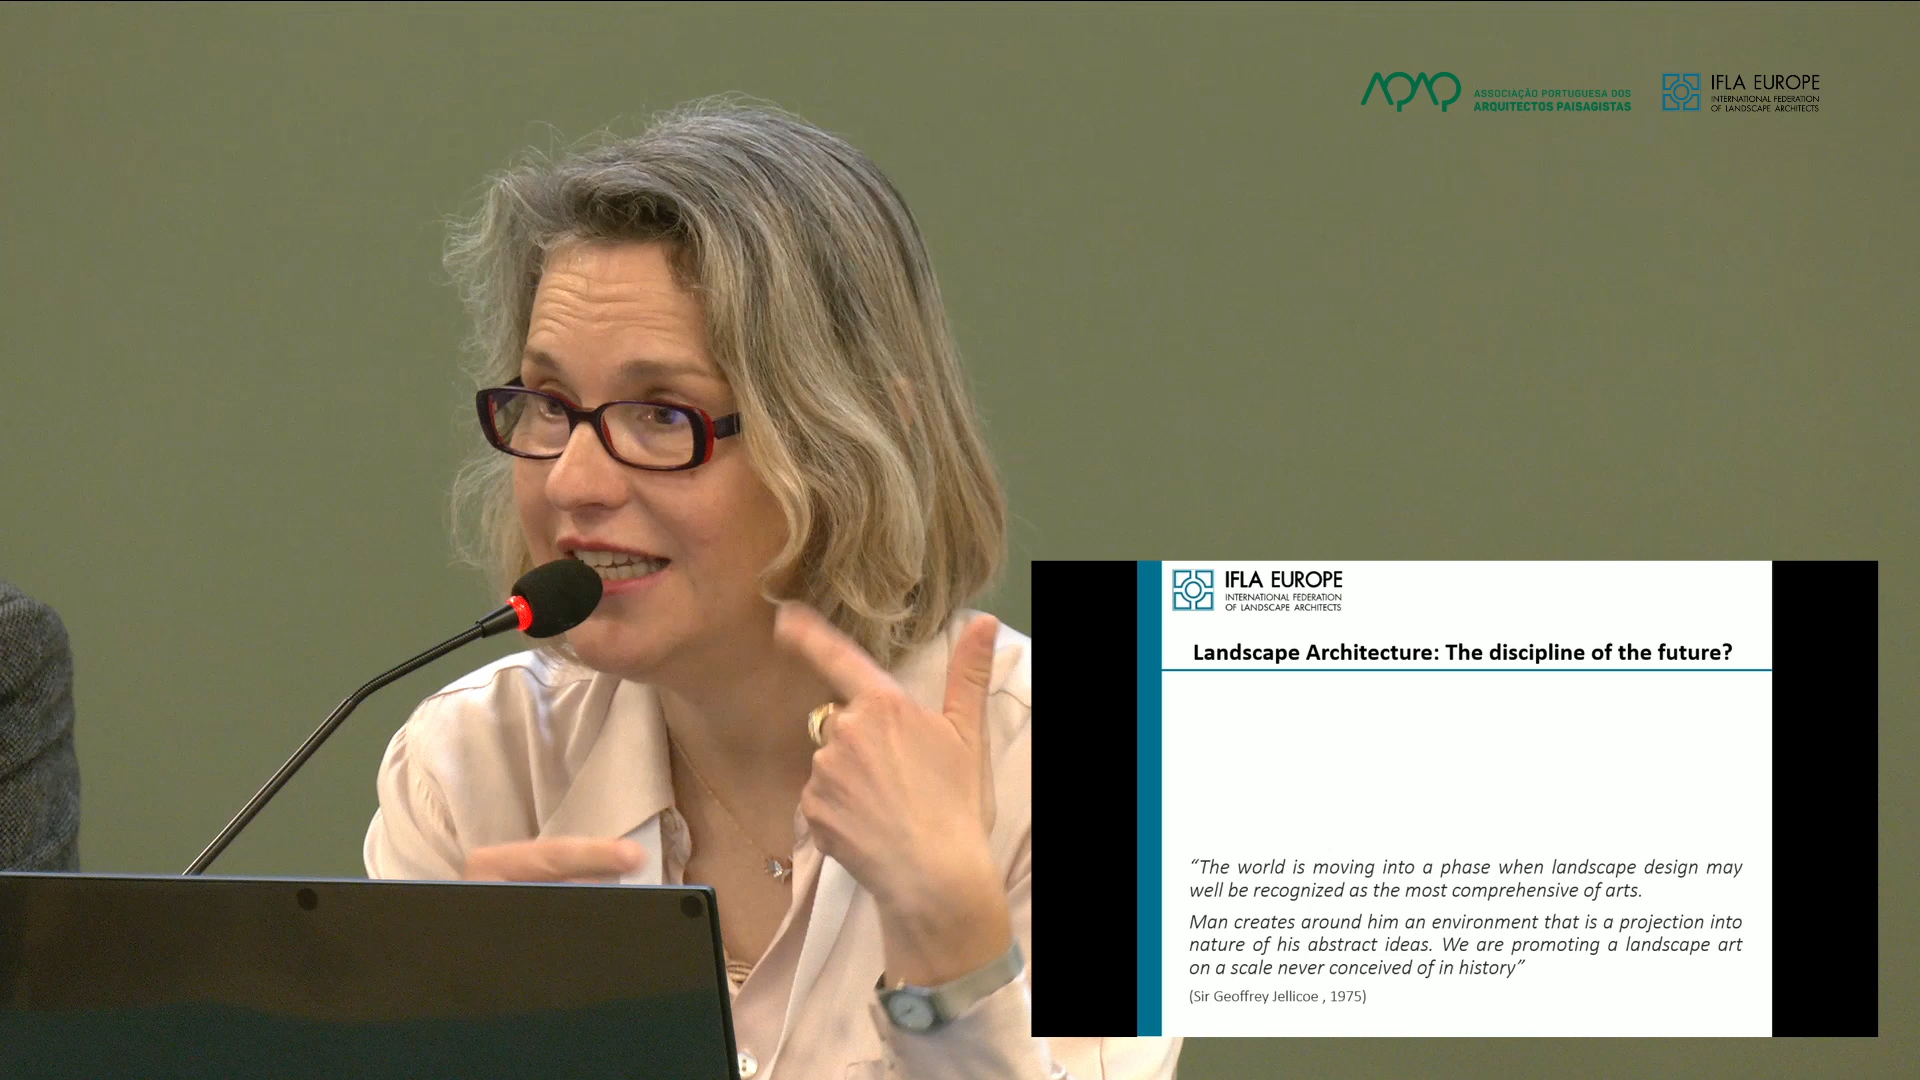 APAP
ASSOCIAÇÃO PORTUGUESA DOS
ARQUITECTOS PAISAGISTAS
IFLA EUROPE
INTERNATIONAL FEDERATION
OF LANDSCAPE ARCHITECTS
IFLA EUROPE
INTERNATIONAL FEDERATION
OF LANDSCAPE ARCHITECTS
Landscape Architecture: The discipline of the future?
“The world is moving into a phase when landscape design may
well be recognized as the most comprehensive of arts.
Man creates around him an environment that is a projection into
nature of his abstract ideas. We are promoting a landscape art
on a scale never conceived of in history”
(Sir Geoffrey Jellicoe , 1975)